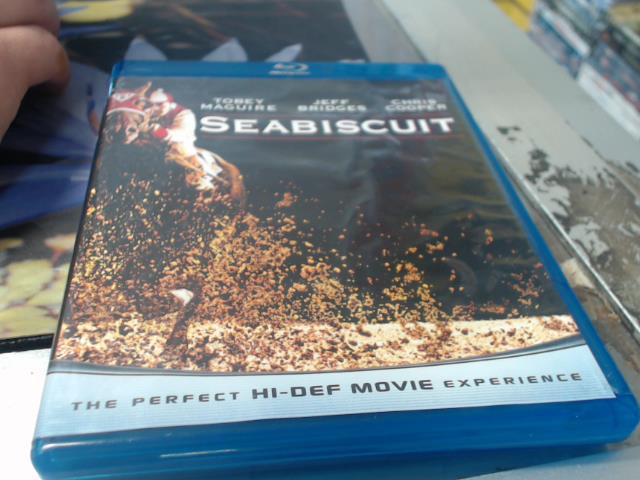 TOBEY MAGUIRE JEFF BRIDGES CHRIS COOPER
SEABISCUIT
THE PERFECT HI-DEF MOVIE EXPERIENCE